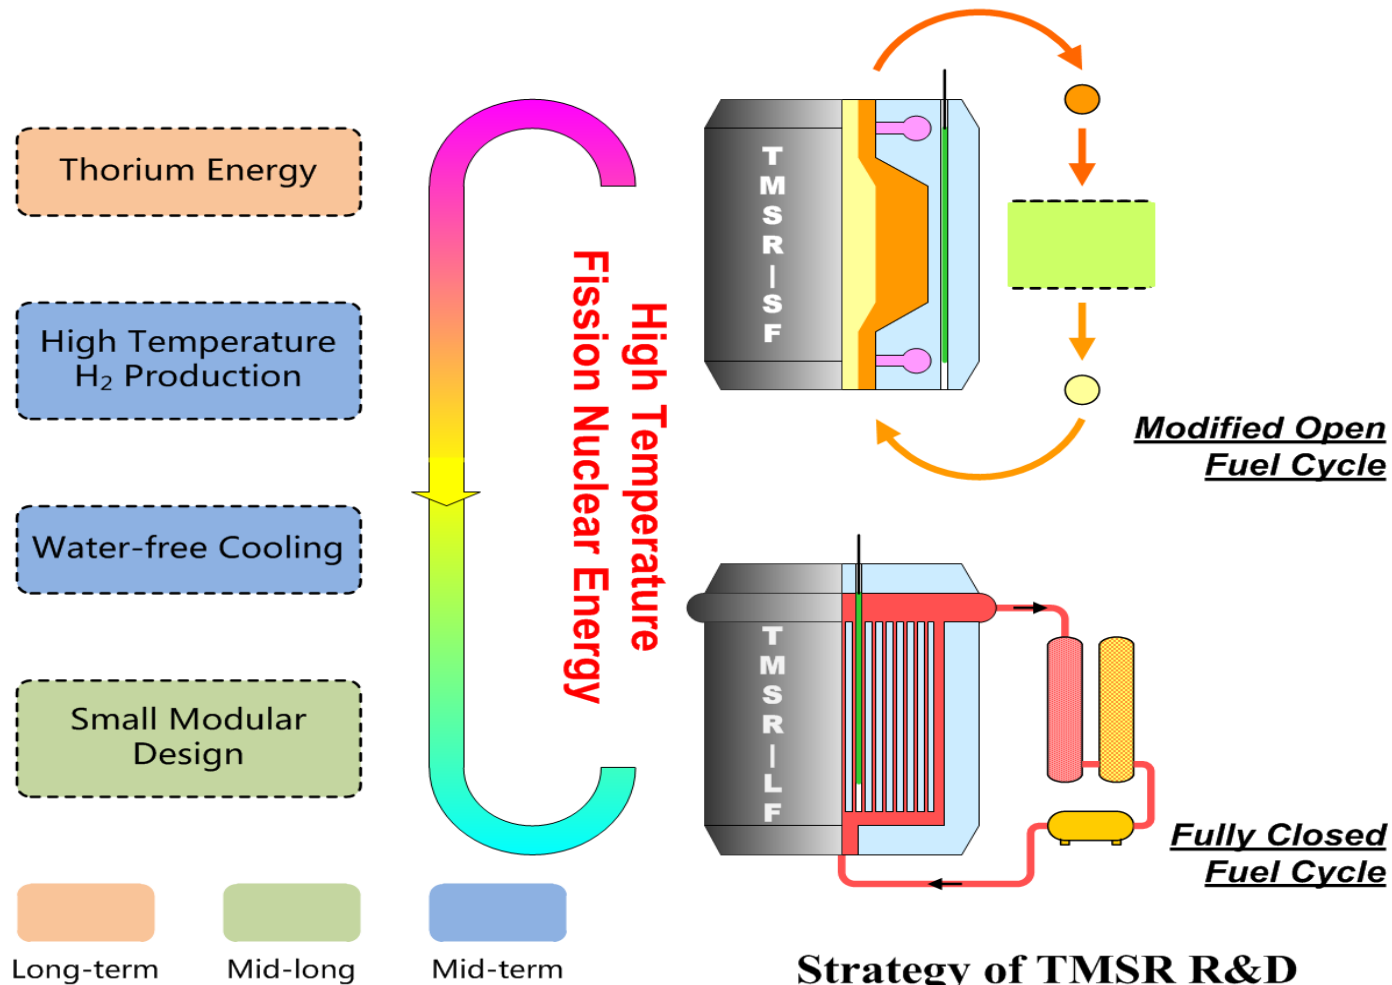 Thorium Energy
High Temperature
H₂ Production
Water-free Cooling
Small Modular
Design
Long-term
Mid-long
Mid-term
High Temperature
Fission Nuclear Energy
TMSR|SF
Modified Open
Fuel Cycle
TMSR|LF
Fully Closed
Fuel Cycle
Strategy of TMSR R&D